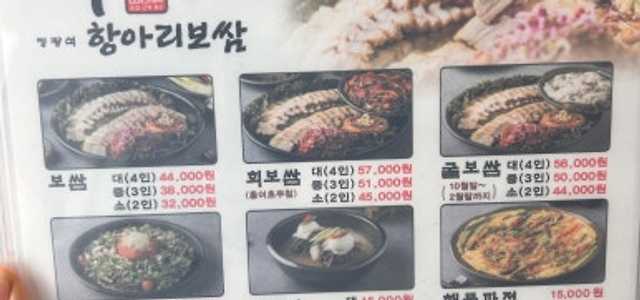 항아리보쌈
보쌈 대(4인) 44,000원
중(3인) 38,000원
소(2인) 32,000원
회보쌈 대(4인) 57,000원
(홍어초무침) 중(3인) 51,000원
소(2인) 45,000원
굴보쌈 대(4인) 56,000원
(10월말~ 중(3인) 50,000원
2월말까지) 소(2인) 44,000원
해물파전 15,000원